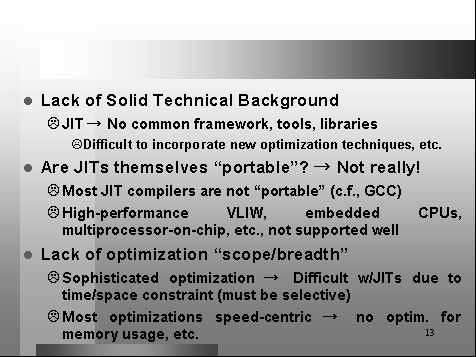 Lack of Solid Technical Background
☹JIT → No common framework, tools, libraries
☹Difficult to incorporate new optimization techniques, etc.
Are JITs themselves “portable”? → Not really!
☹Most JIT compilers are not “portable” (c.f., GCC)
☹High-performance VLIW, embedded CPUs,
multiprocessor-on-chip, etc., not supported well
Lack of optimization “scope/breadth”
☹Sophisticated optimization → Difficult w/JITs due to
time/space constraint (must be selective)
☹Most optimizations speed-centric → no optim. for
memory usage, etc.
13